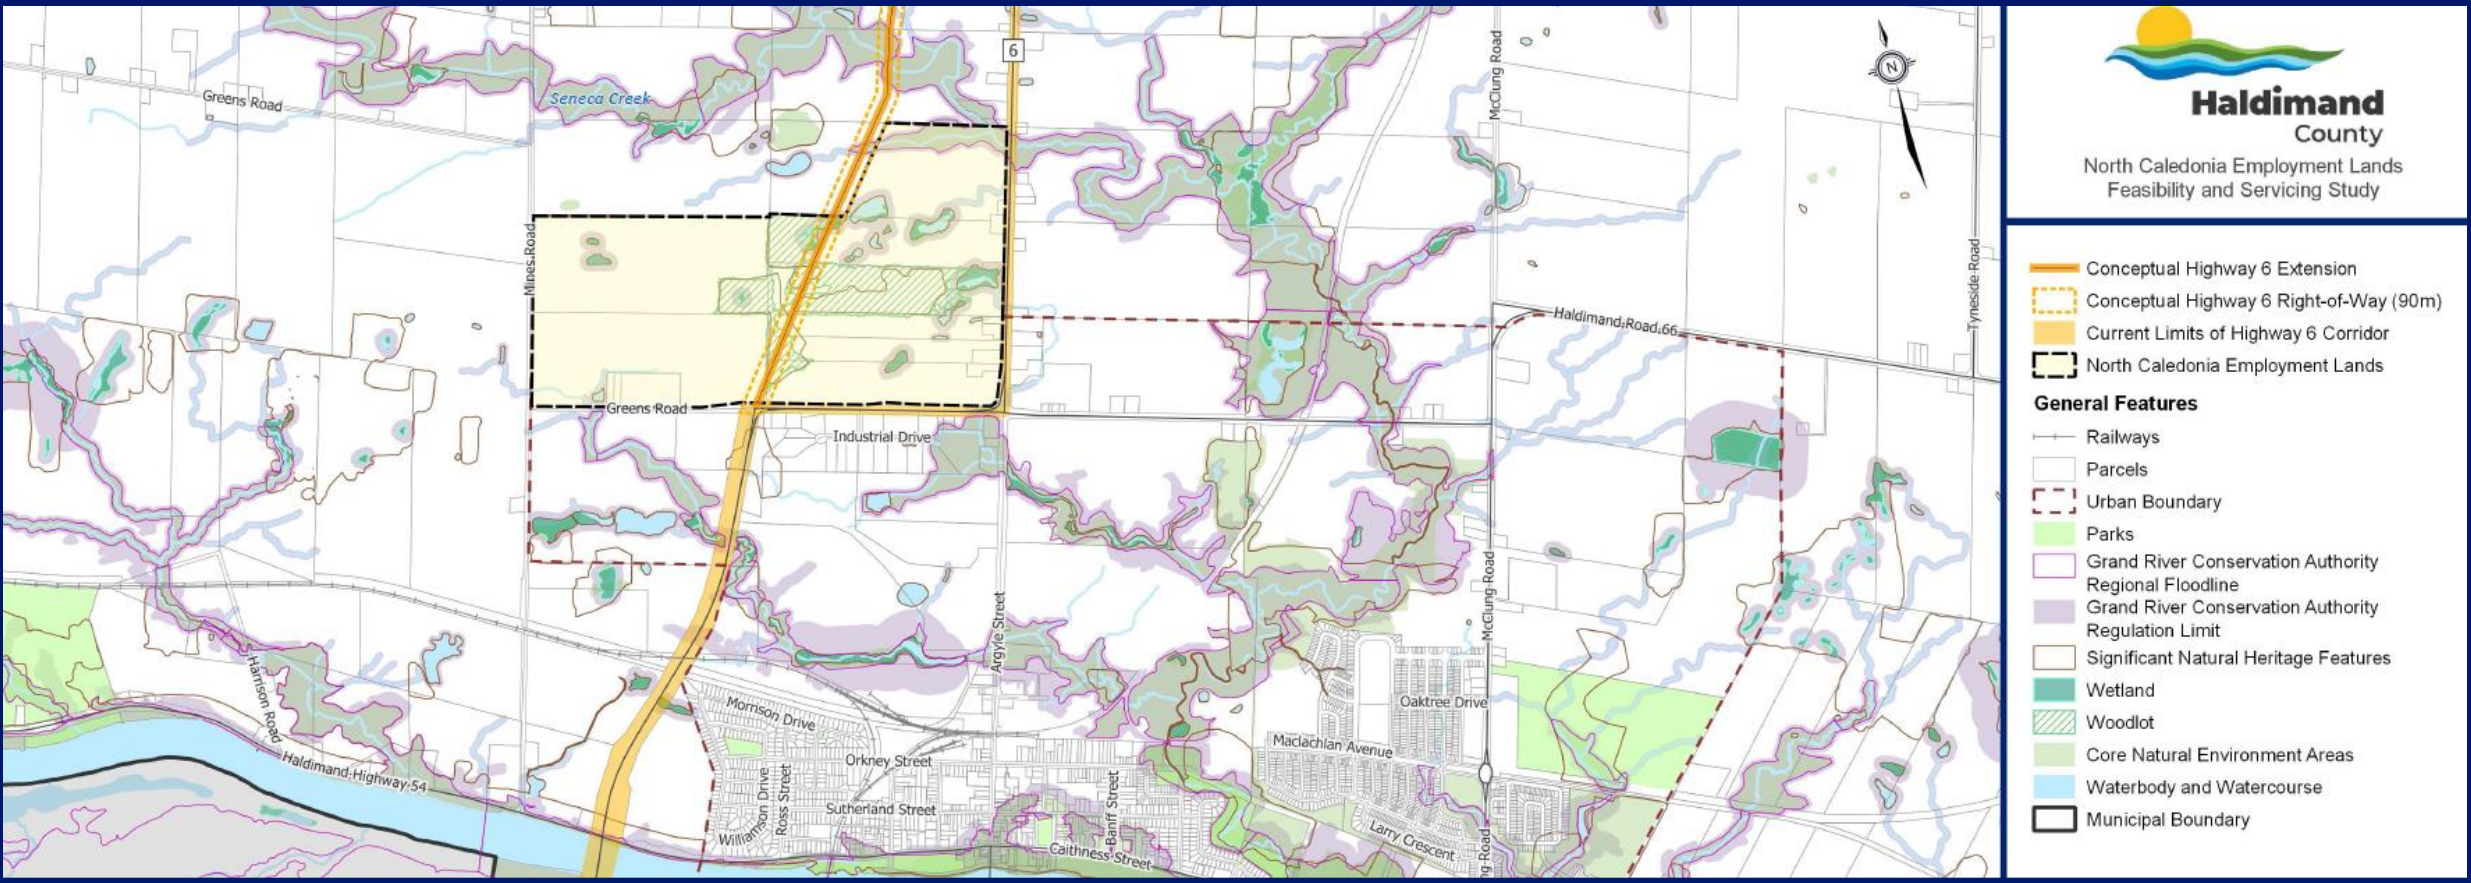 6
McClung Road
Greens Road
Seneca Creek
N
Mines Road
Tyneside Road
Haldimand Road 66
Greens Road
Industrial Drive
McClung Road
Argyle Street
Harrison Road
Morrison Drive
Oaktree Drive
Maclachlan Avenue
Orkney Street
Haldimand Highway 54
Williamson Drive
Ross Street
Sutherland Street
Banff Street
Larry Crescent
Caithness Street
ng Road
Haldimand
County
North Caledonia Employment Lands
Feasibility and Servicing Study
Conceptual Highway 6 Extension
Conceptual Highway 6 Right-of-Way (90m)
Current Limits of Highway 6 Corridor
North Caledonia Employment Lands
General Features
Railways
Parcels
Urban Boundary
Parks
Grand River Conservation Authority
Regional Floodline
Grand River Conservation Authority
Regulation Limit
Significant Natural Heritage Features
Wetland
Woodlot
Core Natural Environment Areas
Waterbody and Watercourse
Municipal Boundary